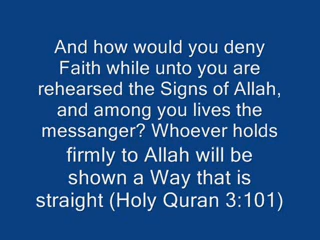 And how would you deny
Faith while unto you are
rehearsed the Signs of Allah,
and among you lives the
messanger? Whoever holds
firmly to Allah will be
shown a Way that is
straight (Holy Quran 3:101)